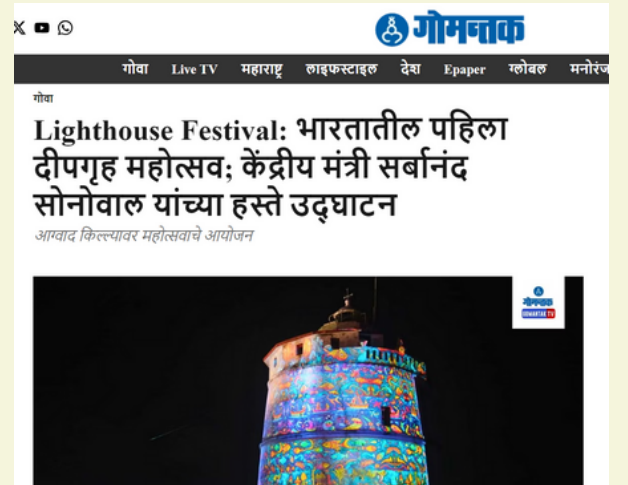 गोमन्तक
गोवा Live TV महाराष्ट्र लाइफस्टाइल देश Epaper ग्लोबल मनोरंज
गोवा
Lighthouse Festival: भारतातील पहिला
दीपगृह महोत्सव; केंद्रीय मंत्री सर्बानंद
सोनोवाल यांच्या हस्ते उद्घाटन
आग्वाद किल्ल्यावर महोत्सवाचे आयोजन
गोमन्तक
GOMANTAK TV